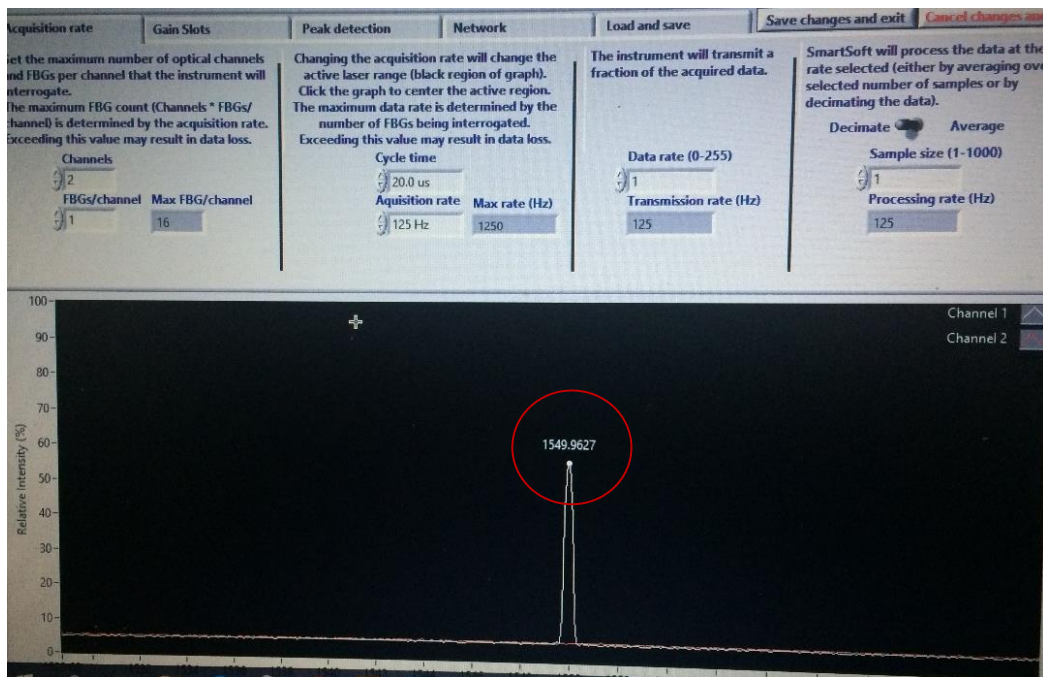 Acquisition rate
Gain Slots
Peak detection
Network
Load and save
Save changes and exit
Cancel changes and
Set the maximum number of optical channels
and FBGs per channel that the instrument will
interrogate.
The maximum FBG count (Channels * FBGs/
channel) is determined by the acquisition rate.
Exceeding this value may result in data loss.
Channels
2
FBGs/channel Max FBG/channel
1 16
Changing the acquisition rate will change the
active laser range (black region of graph).
Click the graph to center the active region.
The maximum data rate is determined by the
number of FBGs being interrogated.
Exceeding this value may result in data loss.
Cycle time
20.0 us
Aquisition rate Max rate (Hz)
125 Hz 1250
The instrument will transmit a
fraction of the acquired data.
Data rate (0-255)
1
Transmission rate (Hz)
125
SmartSoft will process the data at the
rate selected (either by averaging ove
selected number of samples or by
decimating the data).
Decimate Average
Sample size (1-1000)
1
Processing rate (Hz)
125
Channel 1
Channel 2
Relative Intensity (%)
100
90
80
70
60
50
40
30
20
10
0
1549.9627